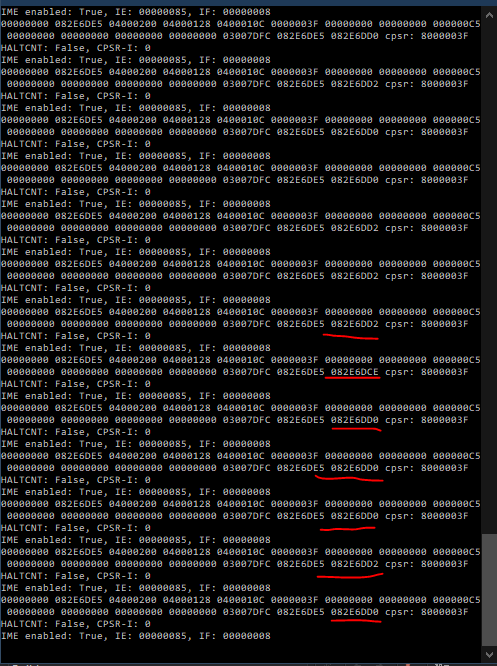 IME enabled: True, IE: 00000085, IF: 00000008
00000000 082E6DE5 04000200 04000128 0400010C 0000003F 00000000 00000000 000000C5
00000000 00000000 00000000 00000000 03007DFC 082E6DE5 082E6DD0 cpsr: 8000003F
HALTCNT: False, CPSR-I: 0
IME enabled: True, IE: 00000085, IF: 00000008
00000000 082E6DE5 04000200 04000128 0400010C 0000003F 00000000 00000000 000000C5
00000000 00000000 00000000 00000000 03007DFC 082E6DE5 082E6DD2 cpsr: 8000003F
HALTCNT: False, CPSR-I: 0
IME enabled: True, IE: 00000085, IF: 00000008
00000000 082E6DE5 04000200 04000128 0400010C 0000003F 00000000 00000000 000000C5
00000000 00000000 00000000 00000000 03007DFC 082E6DE5 082E6DD0 cpsr: 8000003F
HALTCNT: False, CPSR-I: 0
IME enabled: True, IE: 00000085, IF: 00000008
00000000 082E6DE5 04000200 04000128 0400010C 0000003F 00000000 00000000 000000C5
00000000 00000000 00000000 00000000 03007DFC 082E6DE5 082E6DD0 cpsr: 8000003F
HALTCNT: False, CPSR-I: 0
IME enabled: True, IE: 00000085, IF: 00000008
00000000 082E6DE5 04000200 04000128 0400010C 0000003F 00000000 00000000 000000C5
00000000 00000000 00000000 00000000 03007DFC 082E6DE5 082E6DD2 cpsr: 8000003F
HALTCNT: False, CPSR-I: 0
IME enabled: True, IE: 00000085, IF: 00000008
00000000 082E6DE5 04000200 04000128 0400010C 0000003F 00000000 00000000 000000C5
00000000 00000000 00000000 00000000 03007DFC 082E6DE5 082E6DD2 cpsr: 8000003F
HALTCNT: False, CPSR-I: 0
IME enabled: True, IE: 00000085, IF: 00000008
00000000 082E6DE5 04000200 04000128 0400010C 0000003F 00000000 00000000 000000C5
00000000 00000000 00000000 00000000 03007DFC 082E6DE5 082E6DD2 cpsr: 8000003F
HALTCNT: False, CPSR-I: 0
IME enabled: True, IE: 00000085, IF: 00000008
00000000 082E6DE5 04000200 04000128 0400010C 0000003F 00000000 00000000 000000C5
00000000 00000000 00000000 00000000 03007DFC 082E6DE5 082E6DCE cpsr: 8000003F
HALTCNT: False, CPSR-I: 0
IME enabled: True, IE: 00000085, IF: 00000008
00000000 082E6DE5 04000200 04000128 0400010C 0000003F 00000000 00000000 000000C5
00000000 00000000 00000000 00000000 03007DFC 082E6DE5 082E6DD0 cpsr: 8000003F
HALTCNT: False, CPSR-I: 0
IME enabled: True, IE: 00000085, IF: 00000008
00000000 082E6DE5 04000200 04000128 0400010C 0000003F 00000000 00000000 000000C5
00000000 00000000 00000000 00000000 03007DFC 082E6DE5 082E6DD0 cpsr: 8000003F
HALTCNT: False, CPSR-I: 0
IME enabled: True, IE: 00000085, IF: 00000008
00000000 082E6DE5 04000200 04000128 0400010C 0000003F 00000000 00000000 000000C5
00000000 00000000 00000000 00000000 03007DFC 082E6DE5 082E6DD0 cpsr: 8000003F
HALTCNT: False, CPSR-I: 0
IME enabled: True, IE: 00000085, IF: 00000008
00000000 082E6DE5 04000200 04000128 0400010C 0000003F 00000000 00000000 000000C5
00000000 00000000 00000000 00000000 03007DFC 082E6DE5 082E6DD2 cpsr: 8000003F
HALTCNT: False, CPSR-I: 0
IME enabled: True, IE: 00000085, IF: 00000008
00000000 082E6DE5 04000200 04000128 0400010C 0000003F 00000000 00000000 000000C5
00000000 00000000 00000000 00000000 03007DFC 082E6DE5 082E6DD0 cpsr: 8000003F
HALTCNT: False, CPSR-I: 0
IME enabled: True, IE: 00000085, IF: 00000008